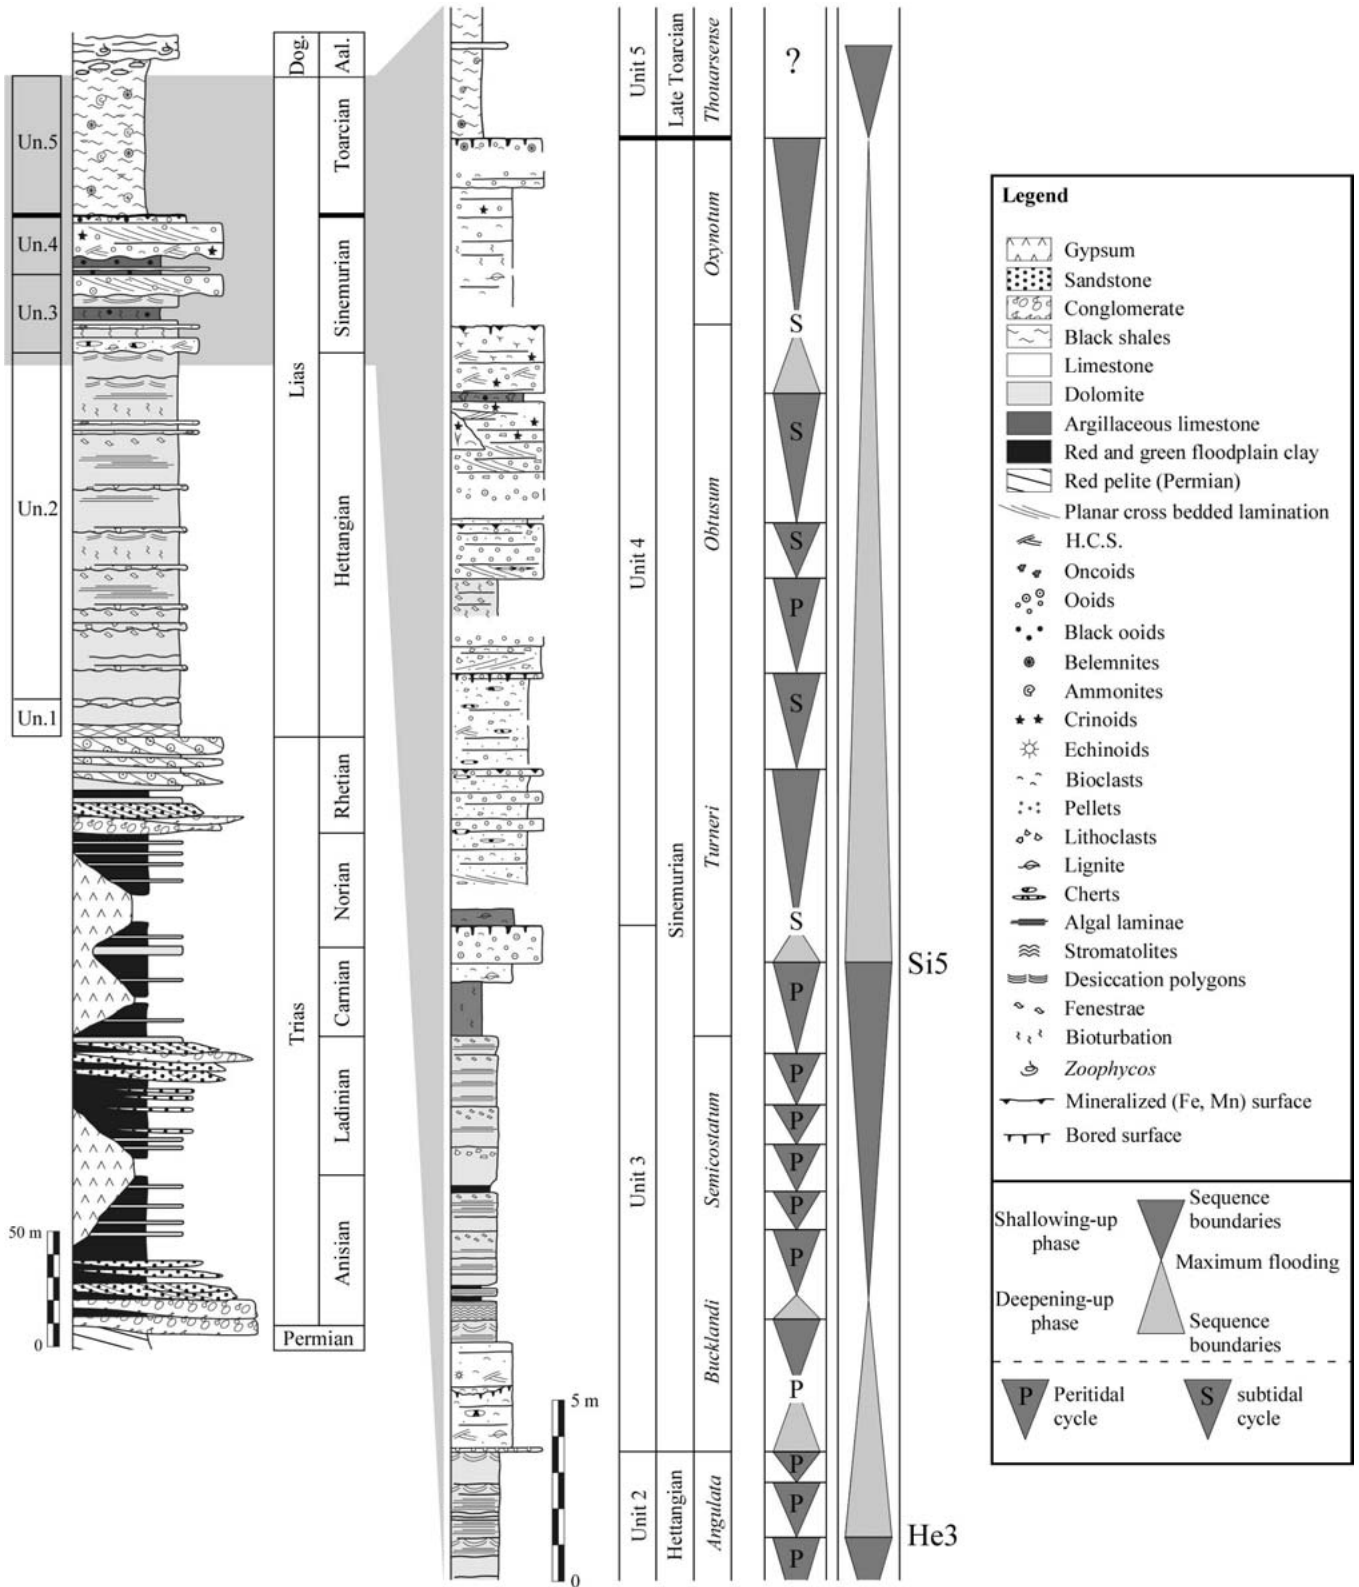 Un.5
Un.4
Un.3
Un.2
Un.1
50 m
0
Dog.
Aal.
Lias
Toarcian
Sinemurian
Hettangian
Trias
Rhetian
Norian
Carnian
Ladinian
Anisian
Permian
5 m
0
Unit 5
Late Toarcian
Thouarsense
Unit 4
Unit 3
Sinemurian
Oxynotum
Obtusum
Turneri
Semicostatum
Bucklandi
Unit 2
Hettangian
Angulata
?
S
S
S
P
S
S
P
P
P
P
P
P
P
P
P
P
Si5
He3
Legend
Gypsum
Sandstone
Conglomerate
Black shales
Limestone
Dolomite
Argillaceous limestone
Red and green floodplain clay
Red pelite (Permian)
Planar cross bedded lamination
H.C.S.
Oncoids
Ooids
Black ooids
Belemnites
Ammonites
Crinoids
Echinoids
Bioclasts
Pellets
Lithoclasts
Lignite
Cherts
Algal laminae
Stromatolites
Desiccation polygons
Fenestrae
Bioturbation
Zoophycos
Mineralized (Fe, Mn) surface
Bored surface
Shallowing-up
phase
Sequence
boundaries
Maximum flooding
Deepening-up
phase
Sequence
boundaries
P
Peritidal
cycle
S
subtidal
cycle